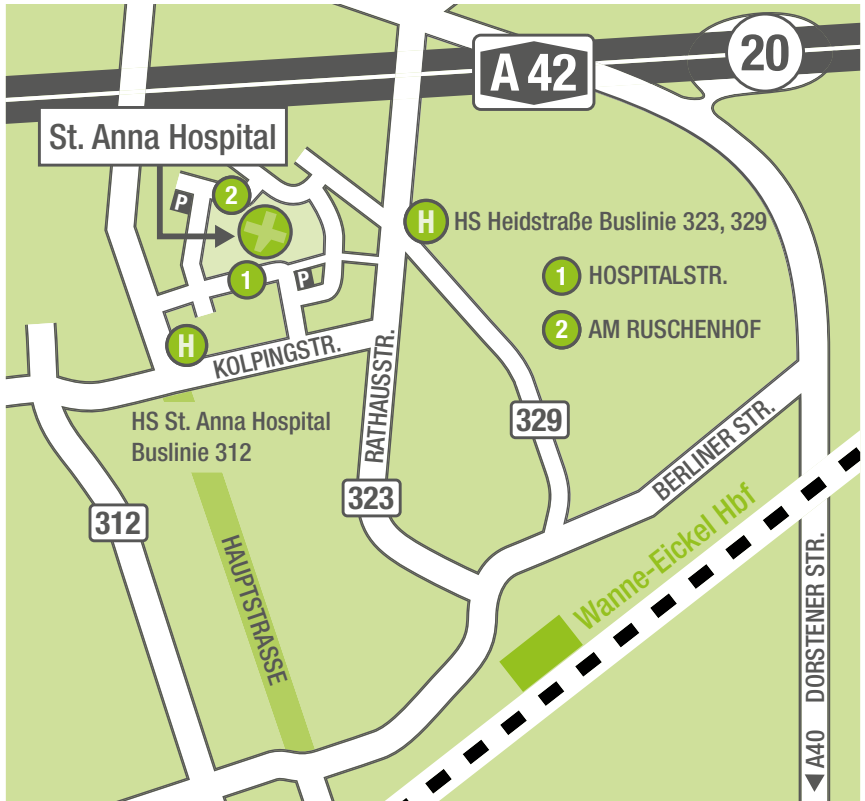 A 42
20
St. Anna Hospital
P
2
H
HS Heidstraße Buslinie 323, 329
1
P
1
HOSPITALSTR.
2
AM RUSCHENHOF
H
KOLPINGSTR.
RATHAUSSTR.
HS St. Anna Hospital
Buslinie 312
329
BERLINER STR.
323
312
HAUPTSTRASSE
Wanne-Eickel Hbf
DORSTENER STR.
A40